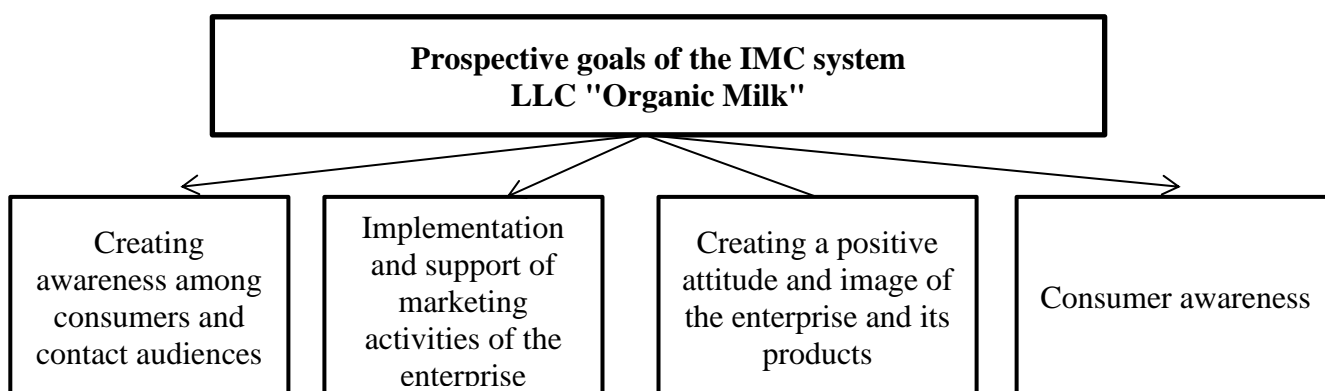 Prospective goals of the IMC system
LLC "Organic Milk"
Creating
awareness among
consumers and
contact audiences
Implementation
and support of
marketing
activities of the
enterprise
Creating a positive
attitude and image of
the enterprise and its
products
Consumer awareness